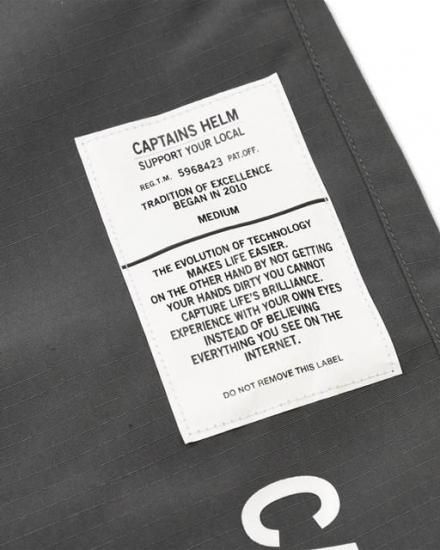 CAPTAINS HELM
SUPPORT YOUR LOCAL
REG.T.M. 5968423 PAT.OFF.
TRADITION OF EXCELLENCE
BEGAN IN 2010
MEDIUM
THE EVOLUTION OF TECHNOLOGY
MAKES LIFE EASIER.
ON THE OTHER HAND BY NOT GETTING
YOUR HANDS DIRTY YOU CANNOT
CAPTURE LIFE'S BRILLIANCE.
EXPERIENCE WITH YOUR OWN EYES
INSTEAD OF BELIEVING
EVERYTHING YOU SEE ON THE
INTERNET.
DO NOT REMOVE THIS LABEL